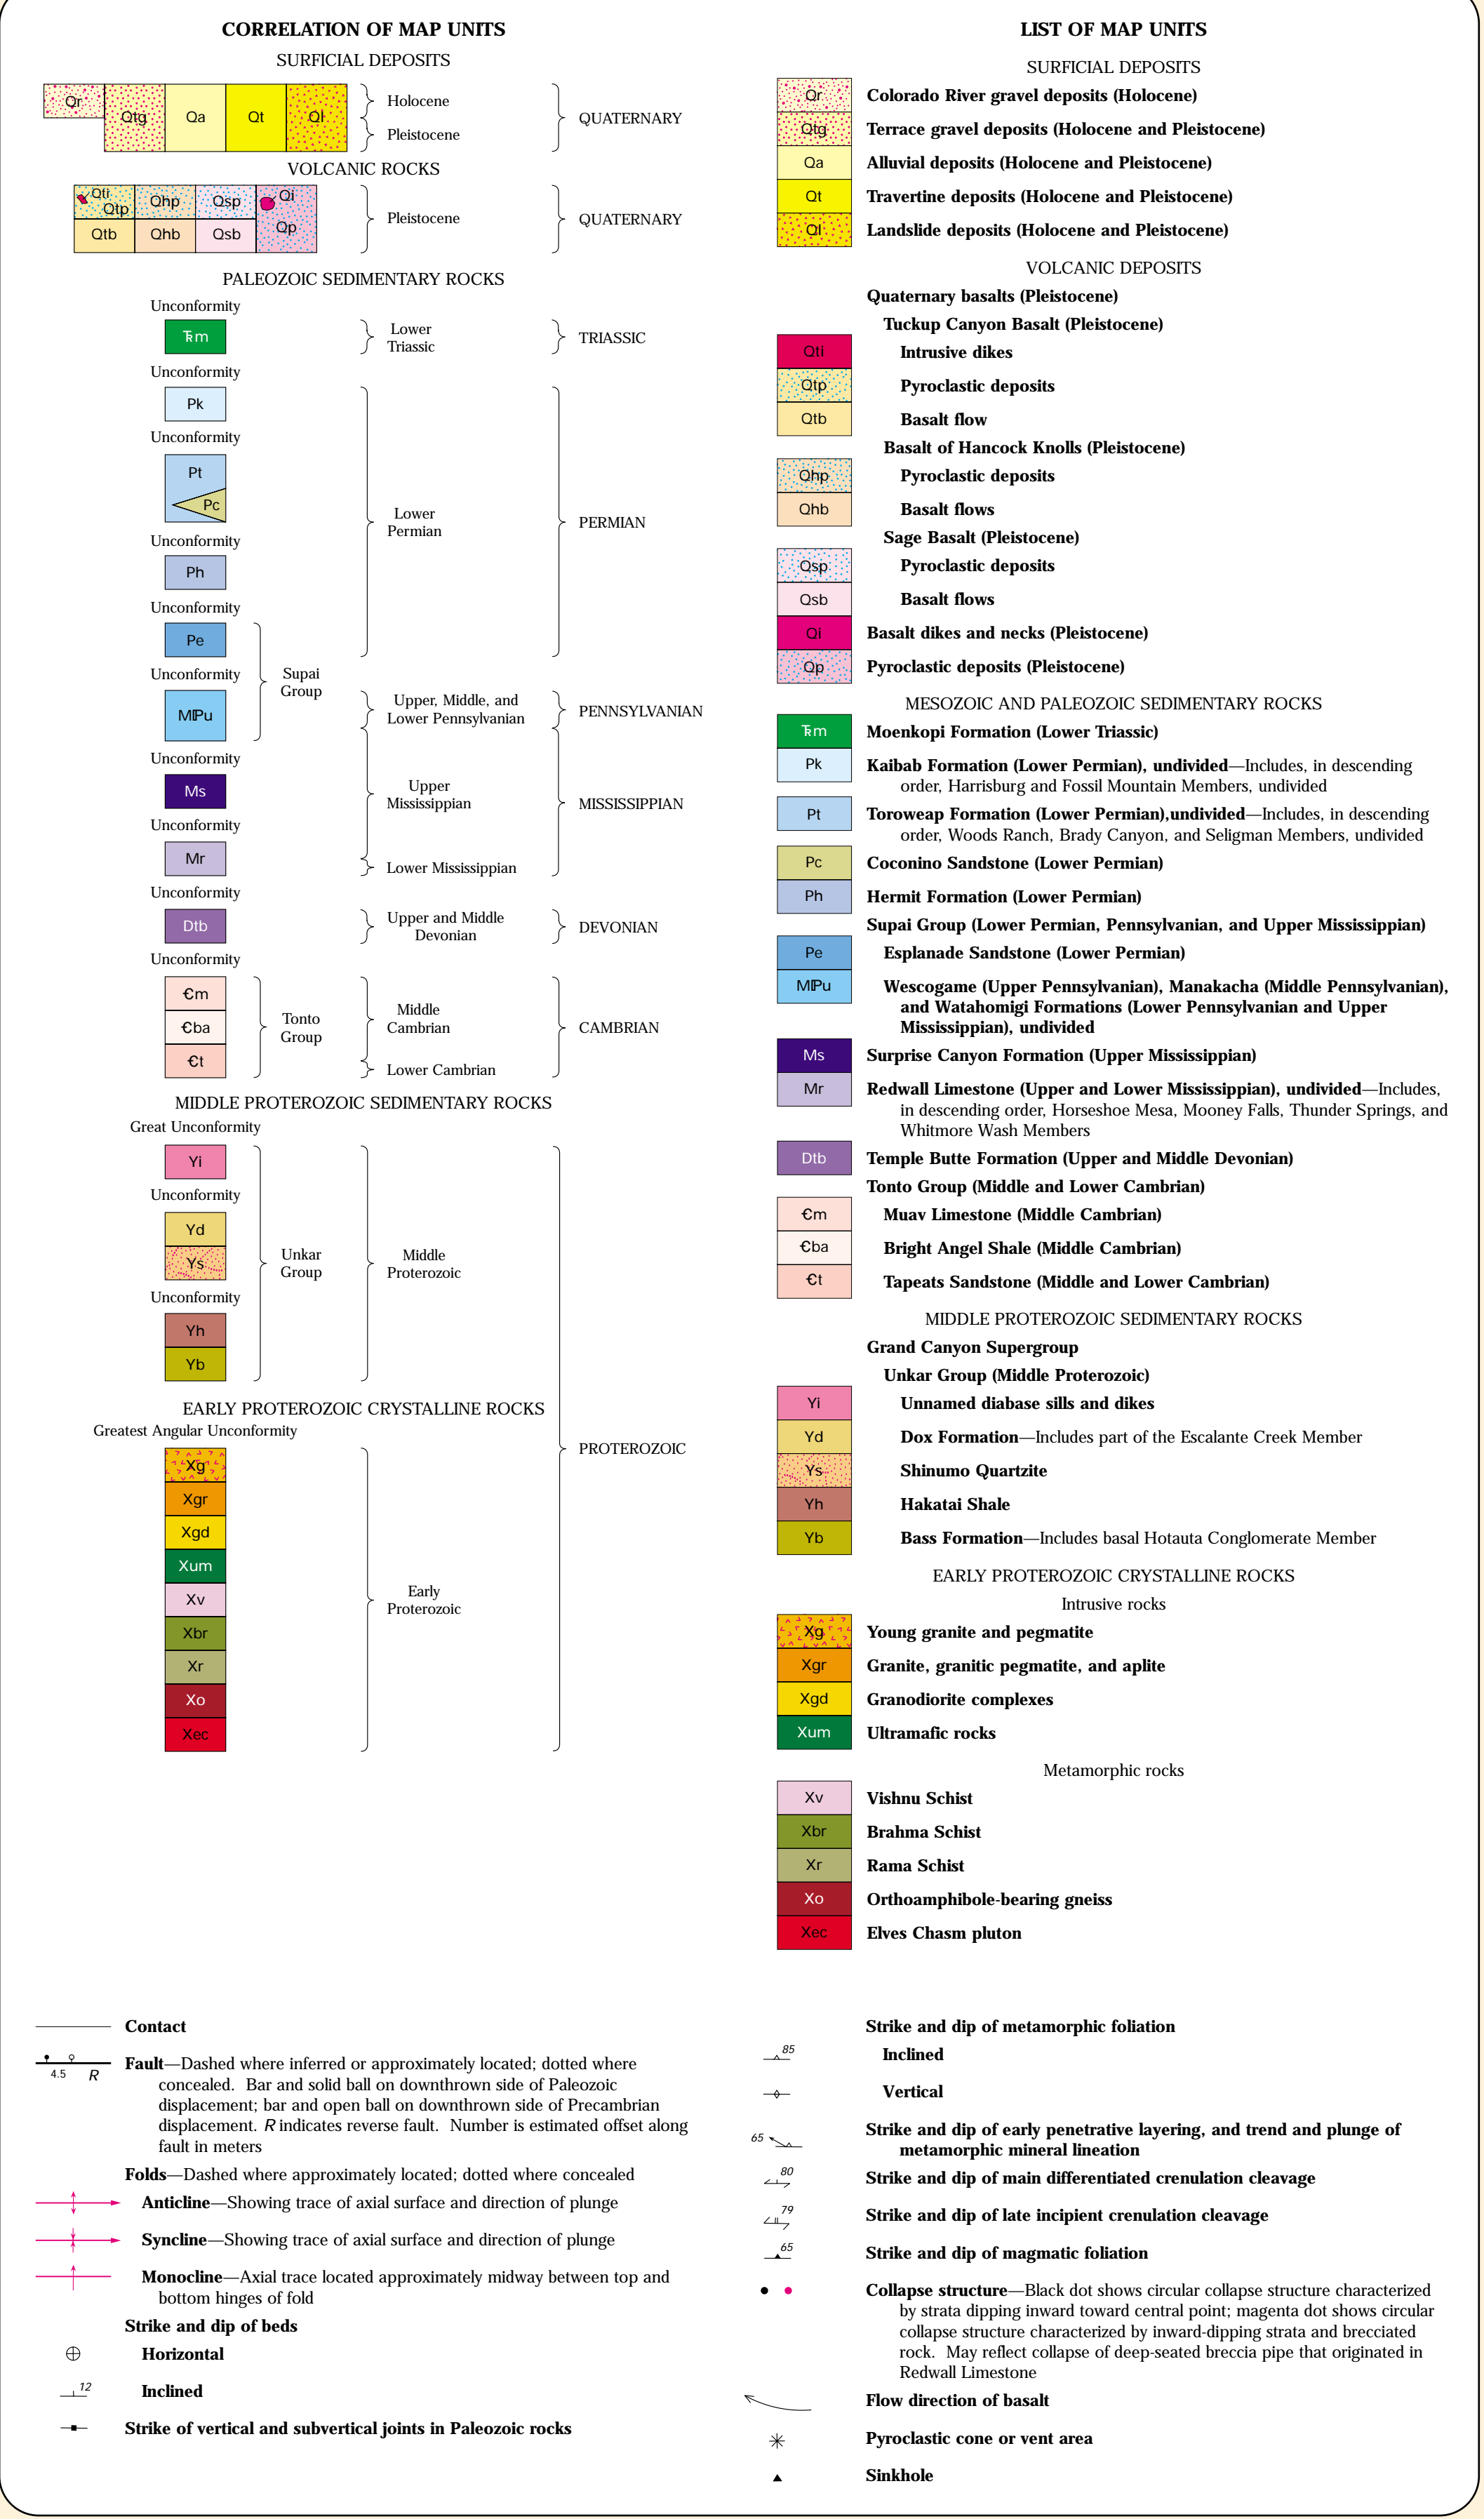 CORRELATION OF MAP UNITS
SURFICIAL DEPOSITS
Qr
Qtg
Qa
Qt
Ql
Holocene
Pleistocene
QUATERNARY
VOLCANIC ROCKS
Qti
Qtp
Qhp
Qsp
Qi
Qtb
Qhb
Qsb
Qp
Pleistocene
QUATERNARY
PALEOZOIC SEDIMENTARY ROCKS
Unconformity
TRm
Lower
Triassic
TRIASSIC
Unconformity
Pk
Unconformity
Pt
Pc
Lower
Permian
PERMIAN
Unconformity
Ph
Unconformity
Pe
Unconformity
Supai
Group
MPu
Upper, Middle, and
Lower Pennsylvanian
PENNSYLVANIAN
Unconformity
Ms
Upper
Mississippian
MISSISSIPPIAN
Unconformity
Mr
Lower Mississippian
Unconformity
Dtb
Upper and Middle
Devonian
DEVONIAN
Unconformity
Єm
Єba
Єt
Tonto
Group
Middle
Cambrian
CAMBRIAN
Lower Cambrian
MIDDLE PROTEROZOIC SEDIMENTARY ROCKS
Great Unconformity
Yi
Unconformity
Yd
Ys
Unkar
Group
Middle
Proterozoic
Unconformity
Yh
Yb
EARLY PROTEROZOIC CRYSTALLINE ROCKS
Greatest Angular Unconformity
PROTEROZOIC
Xg
Xgr
Xgd
Xum
Xv
Xbr
Xr
Xo
Xec
Early
Proterozoic
LIST OF MAP UNITS
SURFICIAL DEPOSITS
Qr Colorado River gravel deposits (Holocene)
Qtg Terrace gravel deposits (Holocene and Pleistocene)
Qa Alluvial deposits (Holocene and Pleistocene)
Qt Travertine deposits (Holocene and Pleistocene)
Ql Landslide deposits (Holocene and Pleistocene)
VOLCANIC DEPOSITS
Quaternary basalts (Pleistocene)
Tuckup Canyon Basalt (Pleistocene)
Qti Intrusive dikes
Qtp Pyroclastic deposits
Qtb Basalt flow
Basalt of Hancock Knolls (Pleistocene)
Qhp Pyroclastic deposits
Qhb Basalt flows
Sage Basalt (Pleistocene)
Qsp Pyroclastic deposits
Qsb Basalt flows
Qi Basalt dikes and necks (Pleistocene)
Qp Pyroclastic deposits (Pleistocene)
MESOZOIC AND PALEOZOIC SEDIMENTARY ROCKS
TRm Moenkopi Formation (Lower Triassic)
Pk Kaibab Formation (Lower Permian), undivided—Includes, in descending
order, Harrisburg and Fossil Mountain Members, undivided
Pt Toroweap Formation (Lower Permian),undivided—Includes, in descending
order, Woods Ranch, Brady Canyon, and Seligman Members, undivided
Pc Coconino Sandstone (Lower Permian)
Ph Hermit Formation (Lower Permian)
Supai Group (Lower Permian, Pennsylvanian, and Upper Mississippian)
Pe Esplanade Sandstone (Lower Permian)
MPu Wescogame (Upper Pennsylvanian), Manakacha (Middle Pennsylvanian),
and Watahomigi Formations (Lower Pennsylvanian and Upper
Mississippian), undivided
Ms Surprise Canyon Formation (Upper Mississippian)
Mr Redwall Limestone (Upper and Lower Mississippian), undivided—Includes,
in descending order, Horseshoe Mesa, Mooney Falls, Thunder Springs, and
Whitmore Wash Members
Dtb Temple Butte Formation (Upper and Middle Devonian)
Tonto Group (Middle and Lower Cambrian)
Єm Muav Limestone (Middle Cambrian)
Єba Bright Angel Shale (Middle Cambrian)
Єt Tapeats Sandstone (Middle and Lower Cambrian)
MIDDLE PROTEROZOIC SEDIMENTARY ROCKS
Grand Canyon Supergroup
Unkar Group (Middle Proterozoic)
Yi Unnamed diabase sills and dikes
Yd Dox Formation—Includes part of the Escalante Creek Member
Ys Shinumo Quartzite
Yh Hakatai Shale
Yb Bass Formation—Includes basal Hotauta Conglomerate Member
EARLY PROTEROZOIC CRYSTALLINE ROCKS
Intrusive rocks
Xg Young granite and pegmatite
Xgr Granite, granitic pegmatite, and aplite
Xgd Granodiorite complexes
Xum Ultramafic rocks
Metamorphic rocks
Xv Vishnu Schist
Xbr Brahma Schist
Xr Rama Schist
Xo Orthoamphibole-bearing gneiss
Xec Elves Chasm pluton
Contact
4.5 R Fault—Dashed where inferred or approximately located; dotted where
concealed. Bar and solid ball on downthrown side of Paleozoic
displacement; bar and open ball on downthrown side of Precambrian
displacement. R indicates reverse fault. Number is estimated offset along
fault in meters
Folds—Dashed where approximately located; dotted where concealed
Anticline—Showing trace of axial surface and direction of plunge
Syncline—Showing trace of axial surface and direction of plunge
Monocline—Axial trace located approximately midway between top and
bottom hinges of fold
Strike and dip of beds
Horizontal
12 Inclined
Strike of vertical and subvertical joints in Paleozoic rocks
Strike and dip of metamorphic foliation
85 Inclined
Vertical
65 Strike and dip of early penetrative layering, and trend and plunge of
metamorphic mineral lineation
80 Strike and dip of main differentiated crenulation cleavage
79 Strike and dip of late incipient crenulation cleavage
65 Strike and dip of magmatic foliation
Collapse structure—Black dot shows circular collapse structure characterized
by strata dipping inward toward central point; magenta dot shows circular
collapse structure characterized by inward-dipping strata and brecciated
rock. May reflect collapse of deep-seated breccia pipe that originated in
Redwall Limestone
Flow direction of basalt
Pyroclastic cone or vent area
Sinkhole